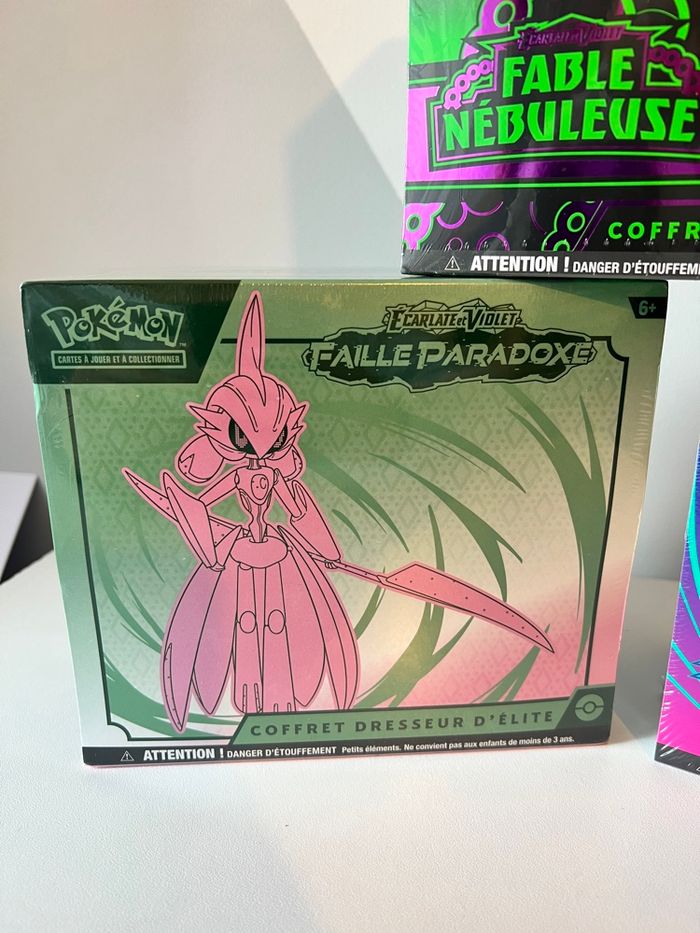 ÉCARLATE et VIOLET
FABLE
NÉBULEUSE
COFFR
ATTENTION ! DANGER D'ÉTOUFFEM
POKéMON
CARTES À JOUER ET À COLLECTIONNER
ÉCARLATE et VIOLET
FAILLE PARADOXE
6+
COFFRET DRESSEUR D'ÉLITE
ATTENTION ! DANGER D'ÉTOUFFEMENT Petits éléments. Ne convient pas aux enfants de moins de 3 ans.